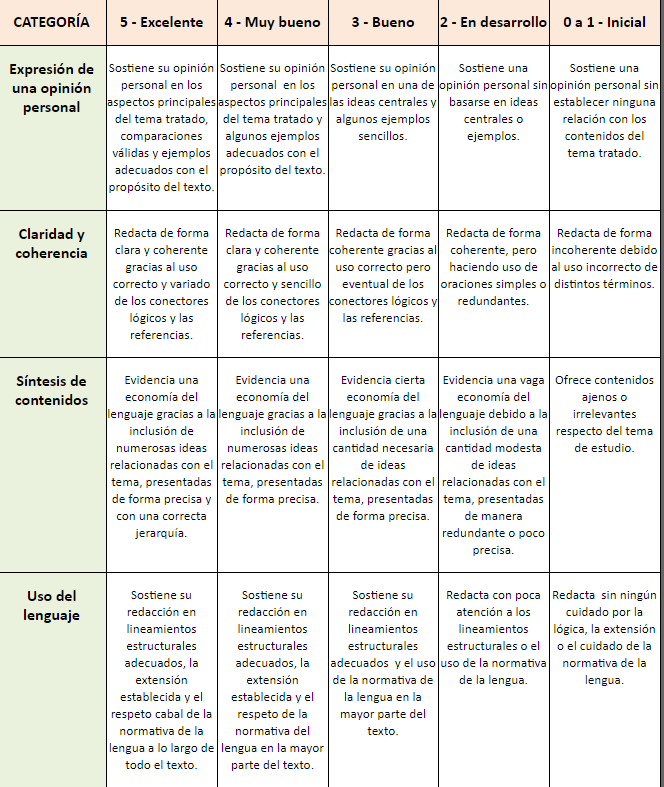 CATEGORÍA
5 - Excelente
4 - Muy bueno
3 - Bueno
2 - En desarrollo
0 a 1 - Inicial
Expresión de
una opinión
personal
Sostiene su opinión
personal en los
aspectos principales
del tema tratado,
comparaciones
válidas y ejemplos
adecuados con el
propósito del texto.
Sostiene su opinión
personal en los
aspectos principales
del tema tratado y
algunos ejemplos
adecuados con el
propósito del texto.
Sostiene su opinión
personal en una de
las ideas centrales y
algunos ejemplos
sencillos.
Sostiene una
opinión personal sin
basarse en ideas
centrales o
ejemplos.
Sostiene una
opinión personal sin
establecer ninguna
relación con los
contenidos del
tema tratado.
Claridad y
coherencia
Redacta de forma
clara y coherente
gracias al uso
correcto y variado
de los conectores
lógicos y las
referencias.
Redacta de forma
clara y coherente
gracias al uso
correcto y sencillo
de los conectores
lógicos y las
referencias.
Redacta de forma
coherente gracias al
uso correcto pero
eventual de los
conectores lógicos y
las referencias.
Redacta de forma
coherente, pero
haciendo uso de
oraciones simples o
redundantes.
Redacta de forma
incoherente debido
al uso incorrecto de
distintos términos.
Síntesis de
contenidos
Evidencia una
economía del
lenguaje gracias a la
inclusión de
numerosas ideas
relacionadas con el
tema, presentadas
de forma precisa y
con una correcta
jerarquía.
Evidencia una
economía del
lenguaje gracias a la
inclusión de
numerosas ideas
relacionadas con el
tema, presentadas
de forma precisa.
Evidencia cierta
economía del
lenguaje gracias a la
inclusión de una
cantidad necesaria
de ideas
relacionadas con el
tema, presentadas
de forma precisa.
Evidencia una vaga
economía del
lenguaje debido a la
inclusión de una
cantidad modesta
de ideas
relacionadas con el
tema, presentadas
de manera
redundante o poco
precisa.
Ofrece contenidos
ajenos o
irrelevantes
respecto del tema
de estudio.
Uso del
lenguaje
Sostiene su
redacción en
lineamientos
estructurales
adecuados, la
extensión
establecida y el
respeto cabal de la
normativa de la
lengua a lo largo de
todo el texto.
Sostiene su
redacción en
lineamientos
estructurales
adecuados, la
extensión
establecida y el
respeto de la
normativa del
lengua en la mayor
parte del texto.
Sostiene su
redacción en
lineamientos
estructurales
adecuados y el uso
de la normativa de
la lengua en la
mayor parte del
texto.
Redacta con poca
atención a los
lineamientos
estructurales o el
uso de la normativa
de la lengua.
Redacta sin ningún
cuidado por la
lógica, la extensión
o el cuidado de la
normativa de la
lengua.